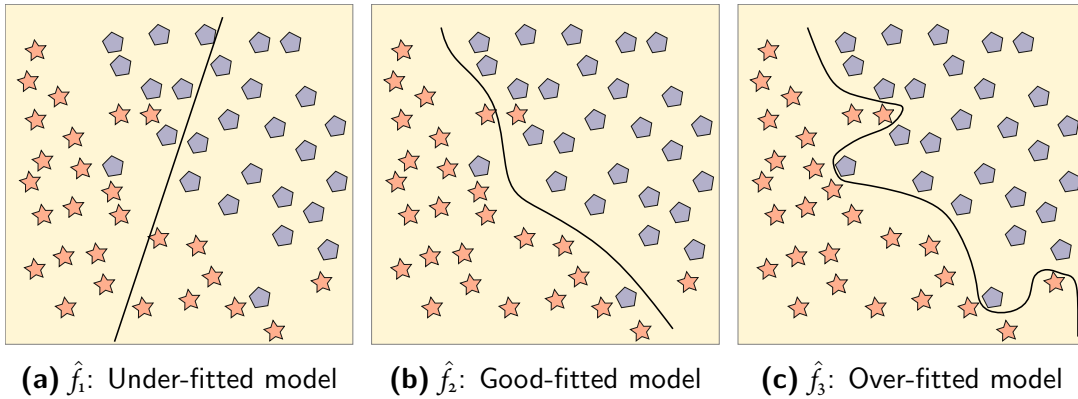 (a) f̂₁: Under-fitted model
(b) f̂₂: Good-fitted model
(c) f̂₃: Over-fitted model